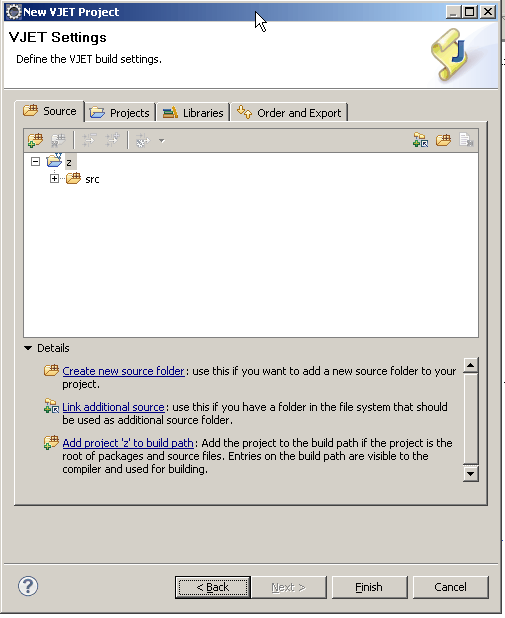 New VJET Project
VJET Settings
Define the VJET build settings.
Source Projects Libraries Order and Export
z
src
Details
Create new source folder: use this if you want to add a new source folder to your
project.
Link additional source: use this if you have a folder in the file system that should
be used as additional source folder.
Add project 'z' to build path: Add the project to the build path if the project is the
root of packages and source files. Entries on the build path are visible to the
compiler and used for building.
< Back Next > Finish Cancel